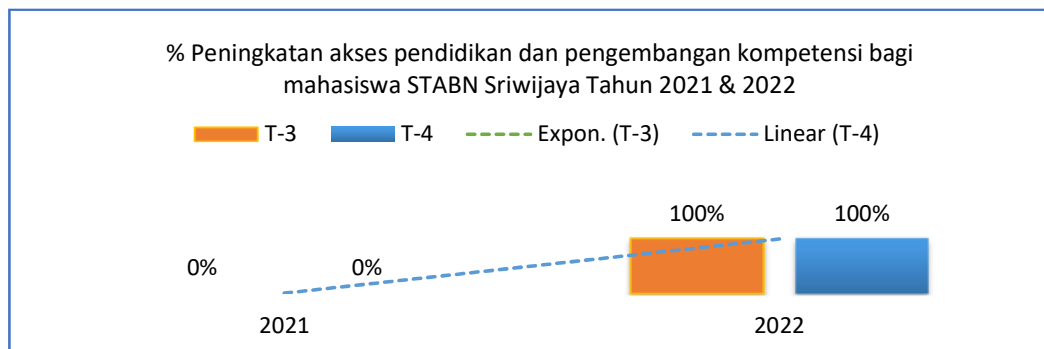 % Peningkatan akses pendidikan dan pengembangan kompetensi bagi
mahasiswa STABN Sriwijaya Tahun 2021 & 2022
T-3 T-4 Expon. (T-3) Linear (T-4)
100% 100%
0% 0%
2021 2022